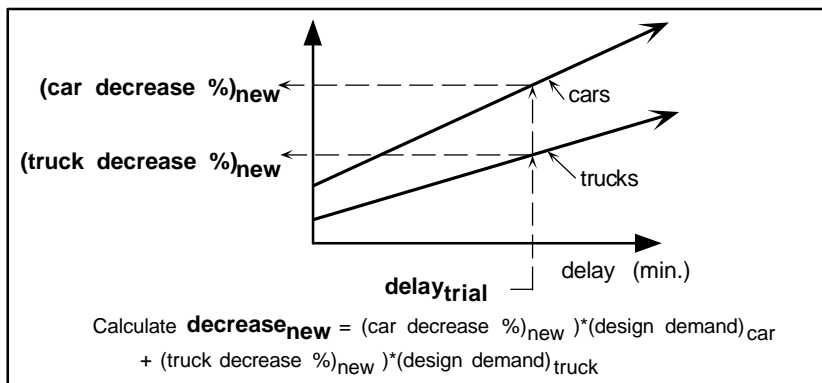 (car decrease %)new
cars
(truck decrease %)new
trucks
delay (min.)
delaytrial
Calculate decreasenew = (car decrease %)new )*(design demand)car
+ (truck decrease %)new )*(design demand)truck